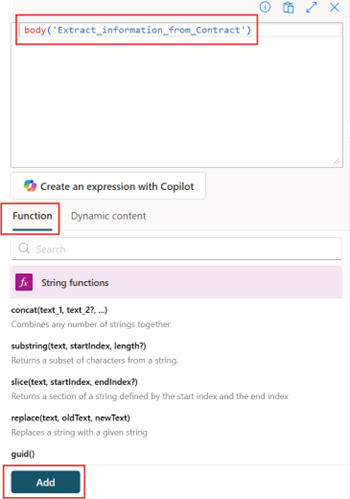 body('Extract_information_from_Contract')
Create an expression with Copilot
Function Dynamic content
Search
fx String functions
concat(text_1, text_2?, ...)
Combines any number of strings together
substring(text, startIndex, length?)
Returns a subset of characters from a string.
slice(text, startIndex, endIndex?)
Returns a section of a string defined by the start index and the end index
replace(text, oldText, newText)
Replaces a string with a given string
guid()
Add